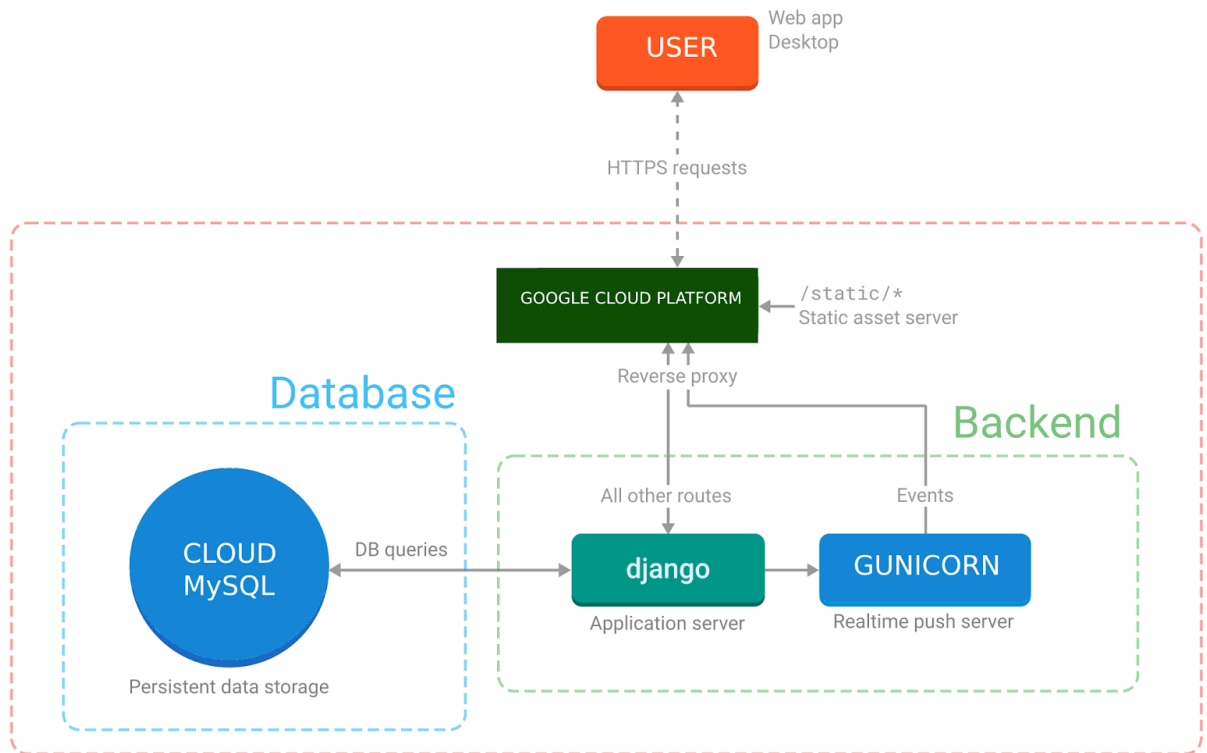 USER
Web app
Desktop
HTTPS requests
GOOGLE CLOUD PLATFORM
/static/*
Static asset server
Reverse proxy
Database
Backend
All other routes
Events
CLOUD
MySQL
DB queries
django
GUNICORN
Application server
Realtime push server
Persistent data storage